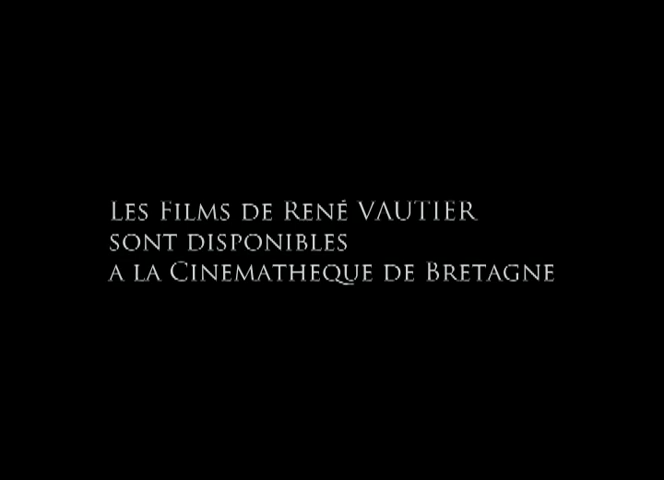 Les Films de René VAUTIER
sont disponibles
a la Cinematheque de Bretagne